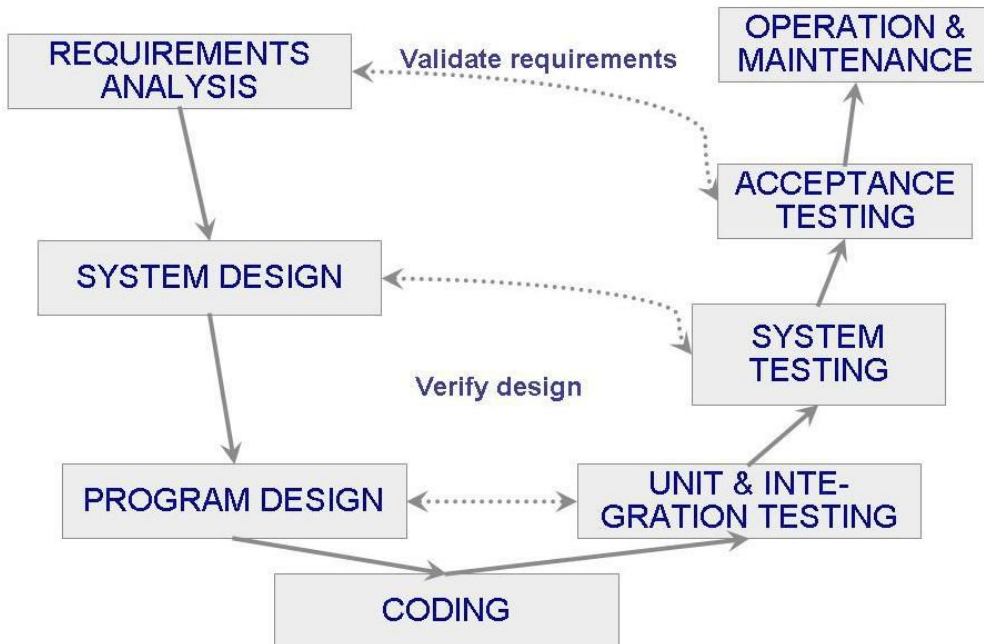 REQUIREMENTS
ANALYSIS
Validate requirements
OPERATION &
MAINTENANCE
ACCEPTANCE
TESTING
SYSTEM DESIGN
SYSTEM
TESTING
Verify design
PROGRAM DESIGN
UNIT & INTE-
GRATION TESTING
CODING